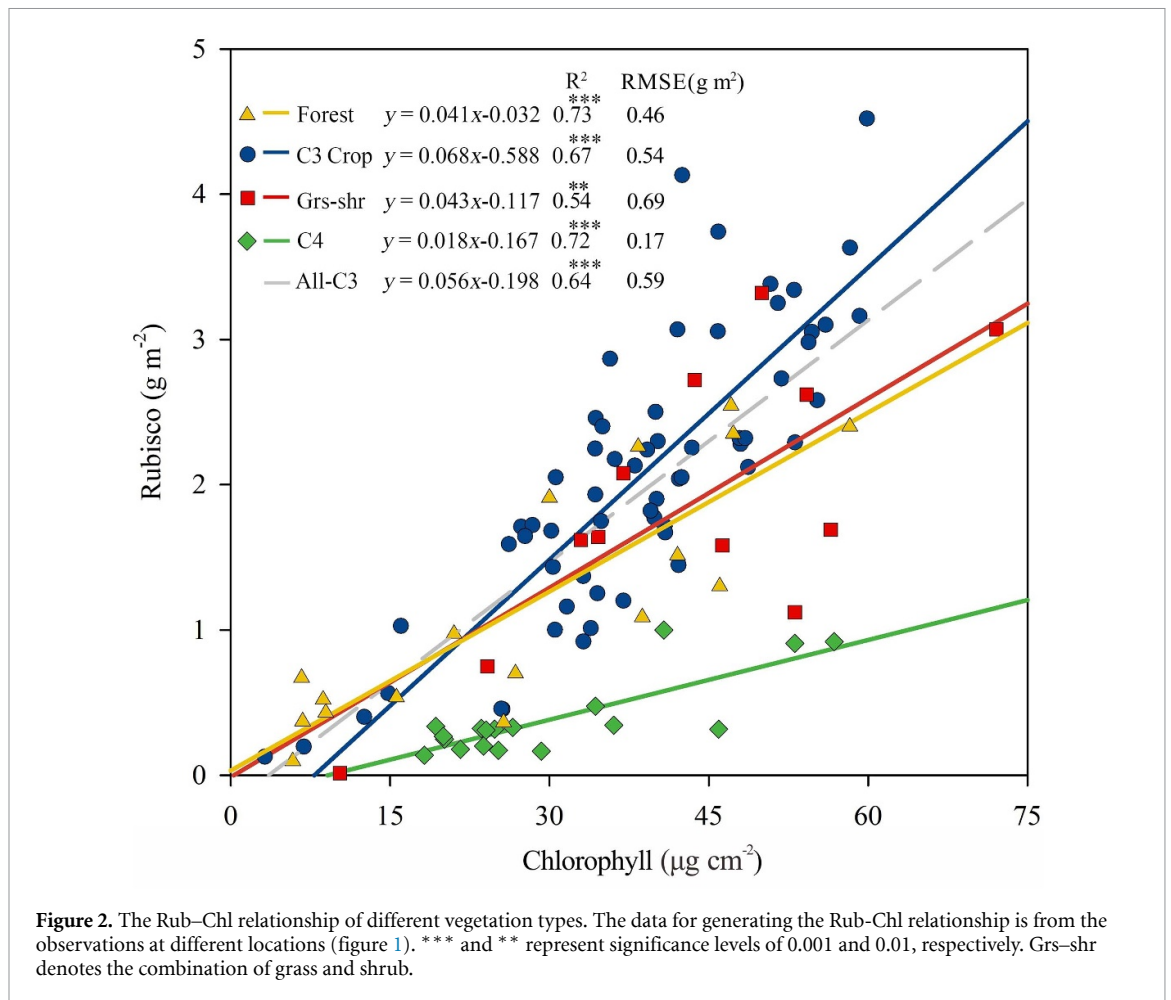 5
4
3
2
1
0
Rubisco (g m⁻²)
R² RMSE(g m²)
Forest y = 0.041x-0.032 0.73*** 0.46
C3 Crop y = 0.068x-0.588 0.67*** 0.54
Grs-shr y = 0.043x-0.117 0.54** 0.69
C4 y = 0.018x-0.167 0.72*** 0.17
All-C3 y = 0.056x-0.198 0.64*** 0.59
0 15 30 45 60 75
Chlorophyll (μg cm⁻²)
Figure 2. The Rub–Chl relationship of different vegetation types. The data for generating the Rub-Chl relationship is from the
observations at different locations (figure 1). *** and ** represent significance levels of 0.001 and 0.01, respectively. Grs–shr
denotes the combination of grass and shrub.